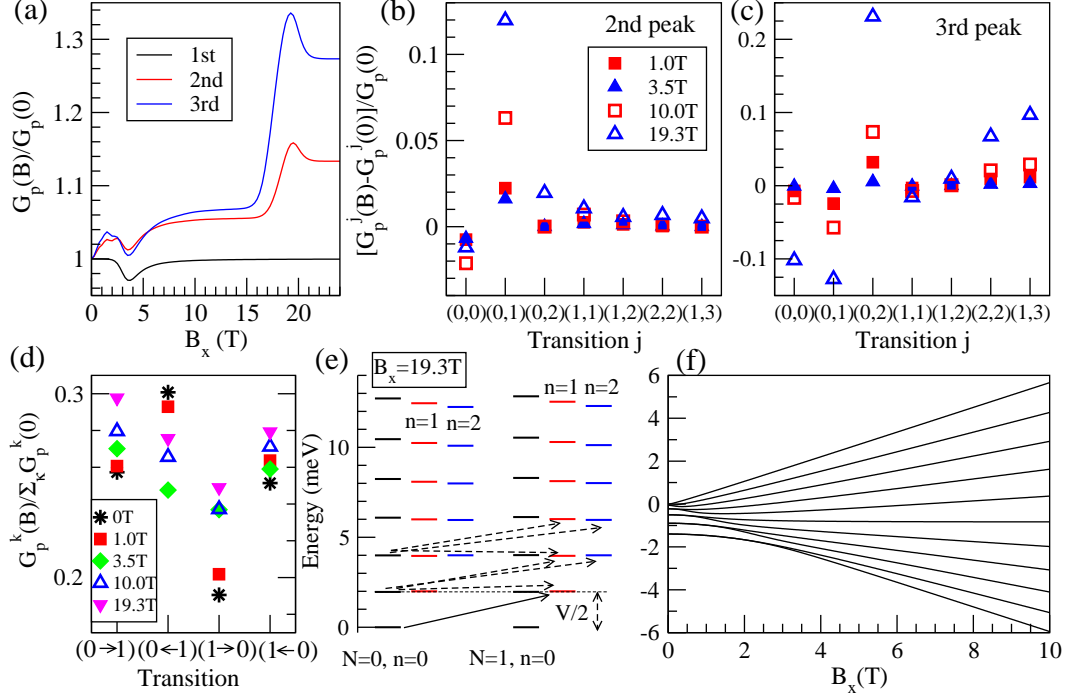 (a)
1st
2nd
3rd
G_p(B)/G_p(0)
1.3
1.2
1.1
1
0 5 10 15 20
B_x (T)
(b)
2nd peak
1.0T
3.5T
10.0T
19.3T
[G_p^j(B)-G_p^j(0)]/G_p(0)
0.1
0.05
0
(0,0)(0,1)(0,2)(1,1)(1,2)(2,2)(1,3)
Transition j
(c)
3rd peak
0.2
0.1
0
-0.1
(0,0)(0,1)(0,2)(1,1)(1,2)(2,2)(1,3)
Transition j
(d)
G_p^k(B)/Σ_κ G_p^k(0)
0.3
0.2
0T
1.0T
3.5T
10.0T
19.3T
(0→1) (0←1) (1→0) (1←0)
Transition
(e)
B_x=19.3T
n=1 n=2
n=1 n=2
Energy (meV)
10
8
6
4
2
0
V/2
N=0, n=0
N=1, n=0
(f)
6
4
2
0
-2
-4
-6
0 2 4 6 8 10
B_x(T)